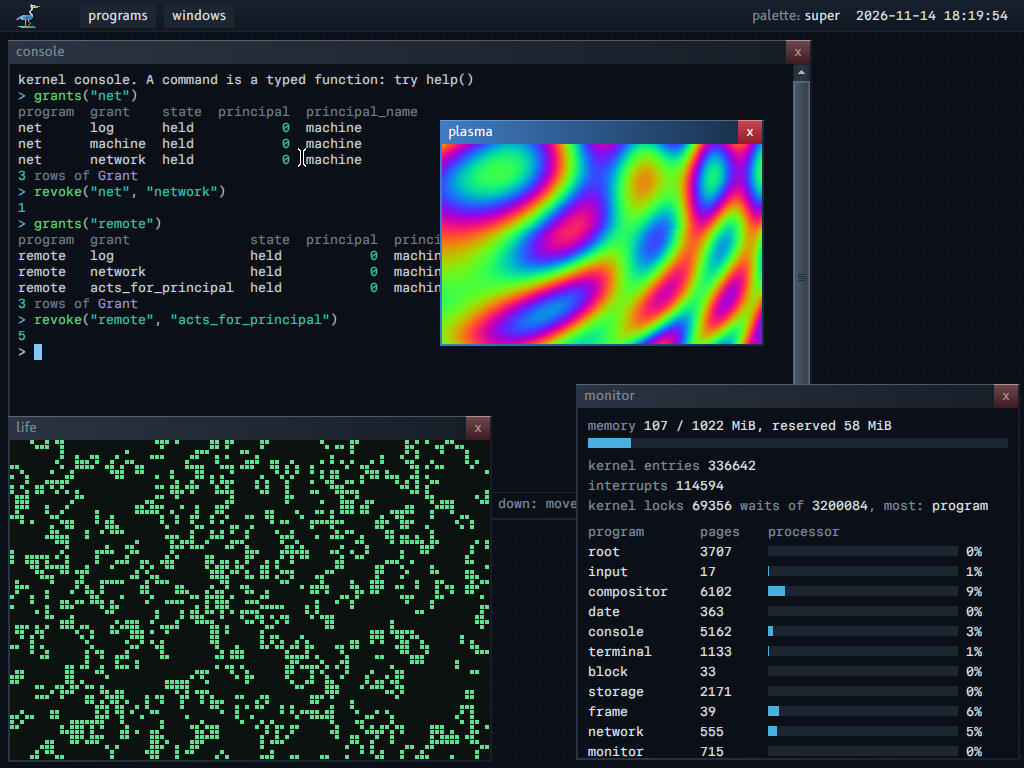 programs windows palette: super 2026-11-14 18:19:54
console x
kernel console. A command is a typed function: try help()
> grants("net")
program grant state principal principal_name
net log held 0 machine
net machine held 0 machine
net network held 0 machine
3 rows of Grant
> revoke("net", "network")
1
> grants("remote")
program grant state principal princi
remote log held 0 machin
remote network held 0 machin
remote acts_for_principal held 0 machin
3 rows of Grant
> revoke("remote", "acts_for_principal")
5
>
plasma x
life x
down: move
monitor x
memory 107 / 1022 MiB, reserved 58 MiB
kernel entries 336642
interrupts 114594
kernel locks 69356 waits of 3200084, most: program
program pages processor
root 3707 0%
input 17 1%
compositor 6102 9%
date 363 0%
console 5162 3%
terminal 1133 1%
block 33 0%
storage 2171 0%
frame 39 6%
network 555 5%
monitor 715 0%